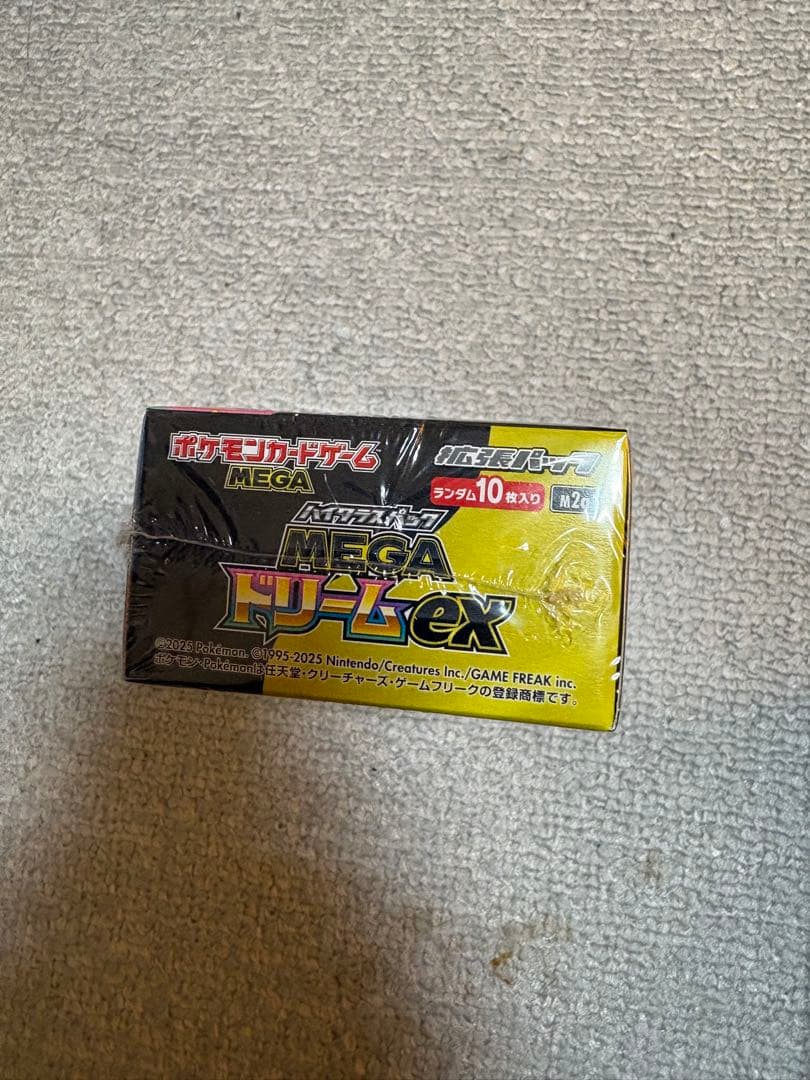 ポケモンカードゲーム
MEGA
拡張パック
ランダム10枚入り
M2a
ハイクラスパック
MEGA
ドリームex
©2025 Pokémon. ©1995-2025 Nintendo/Creatures Inc./GAME FREAK inc.
ポケモン・Pokémonは任天堂・クリーチャーズ・ゲームフリークの登録商標です。